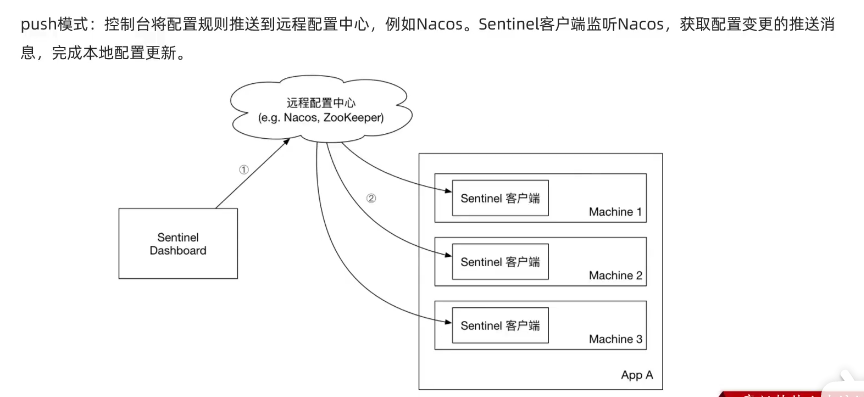 push模式：控制台将配置规则推送到远程配置中心，例如Nacos。Sentinel客户端监听Nacos，获取配置变更的推送消
息，完成本地配置更新。
远程配置中心
(e.g. Nacos, ZooKeeper)
①
②
Sentinel
Dashboard
Sentinel 客户端
Machine 1
Sentinel 客户端
Machine 2
Sentinel 客户端
Machine 3
App A